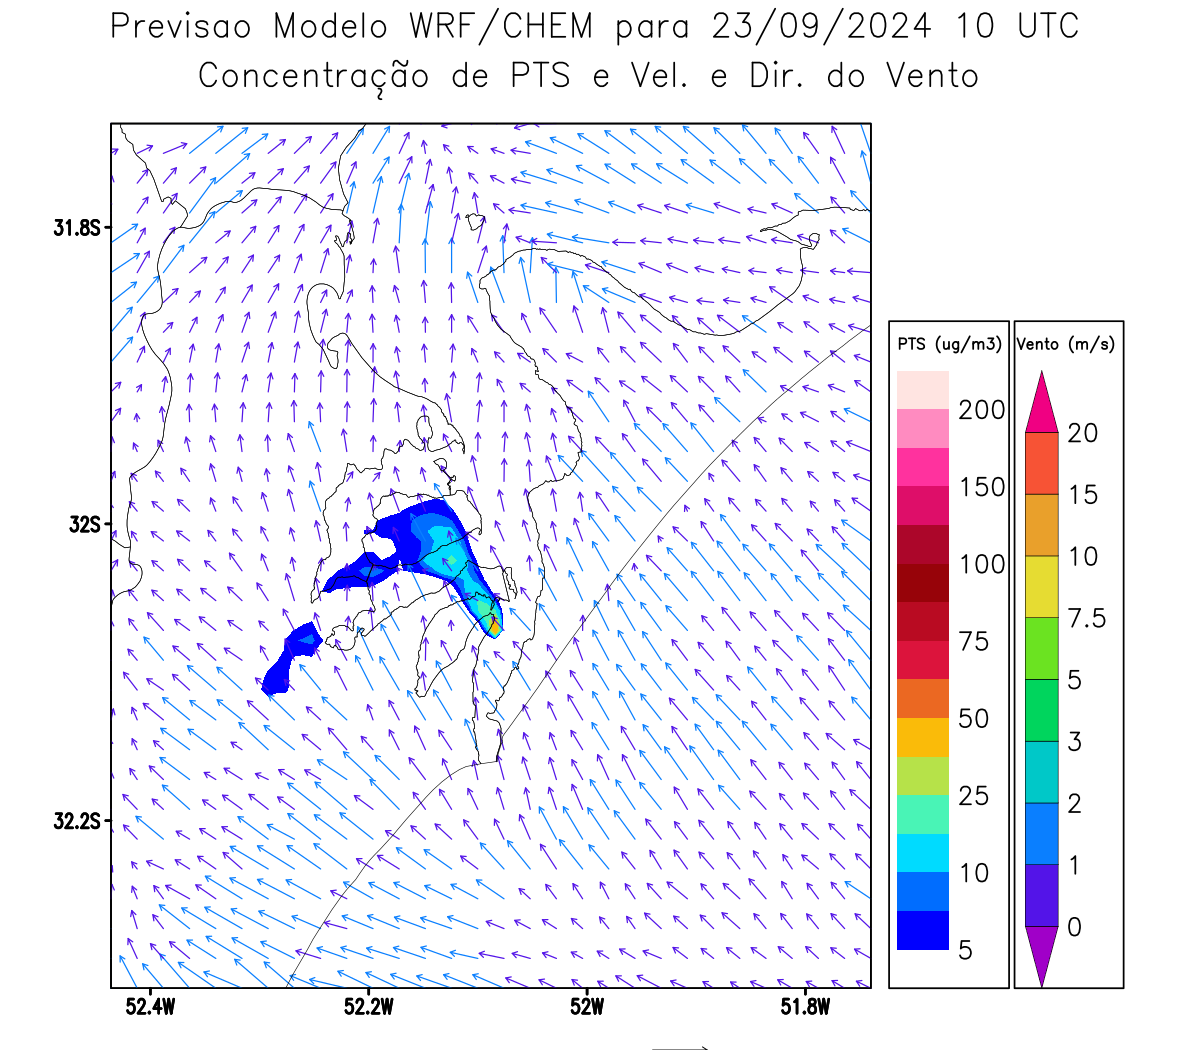 Previsao Modelo WRF/CHEM para 23/09/2024 10 UTC
Concentração de PTS e Vel. e Dir. do Vento
31.8S
32S
32.2S
52.4W
52.2W
52W
51.8W
PTS (ug/m3)
200
150
100
75
50
25
10
5
Vento (m/s)
20
15
10
7.5
5
3
2
1
0